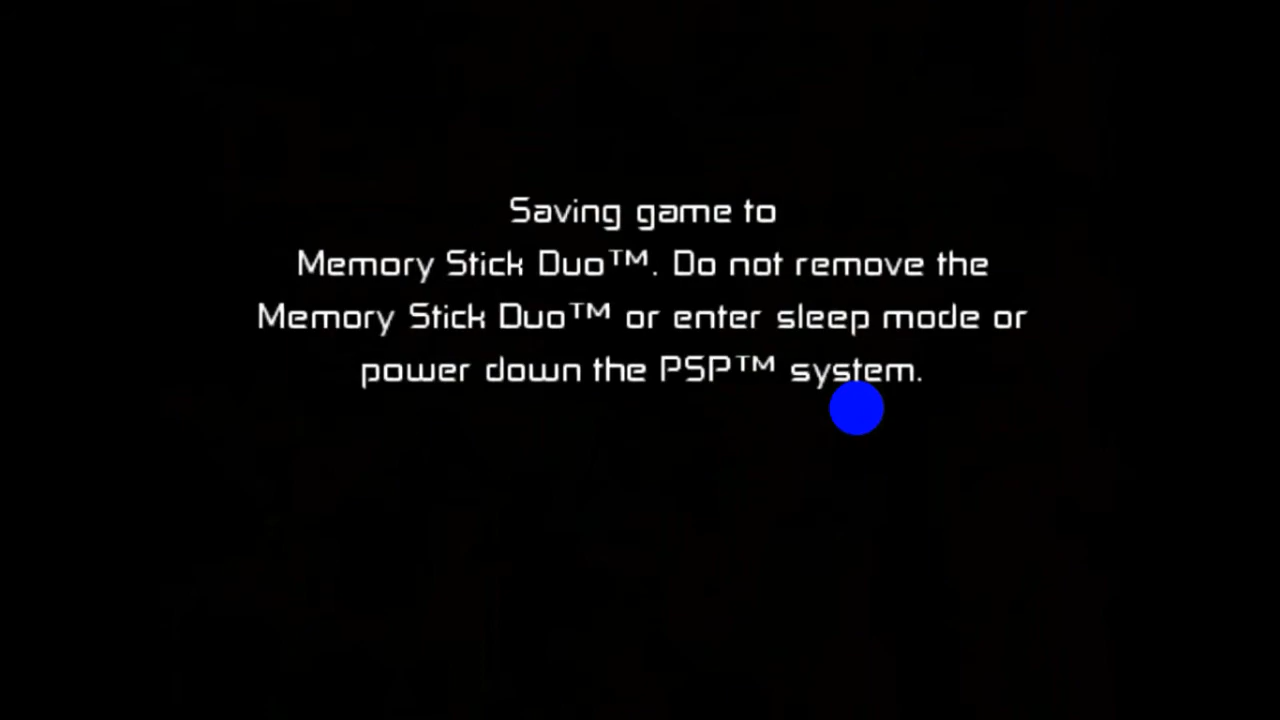 Saving game to
Memory Stick Duo™. Do not remove the
Memory Stick Duo™ or enter sleep mode or
power down the PSP™ system.